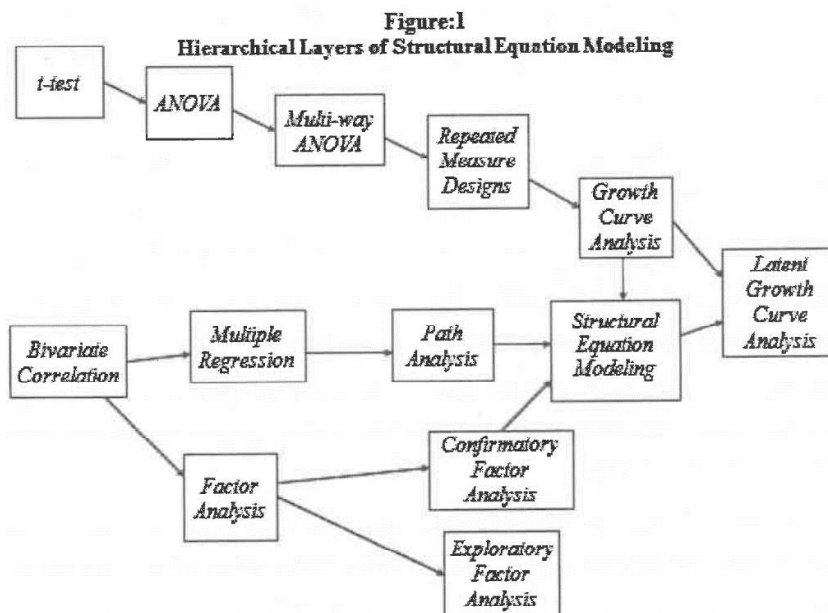 Figure:1
Hierarchical Layers of Structural Equation Modeling
t-test
ANOVA
Multi-way
ANOVA
Repeated
Measure
Designs
Growth
Curve
Analysis
Latent
Growth
Curve
Analysis
Bivariate
Correlation
Multiple
Regression
Path
Analysis
Structural
Equation
Modeling
Factor
Analysis
Confirmatory
Factor
Analysis
Exploratory
Factor
Analysis